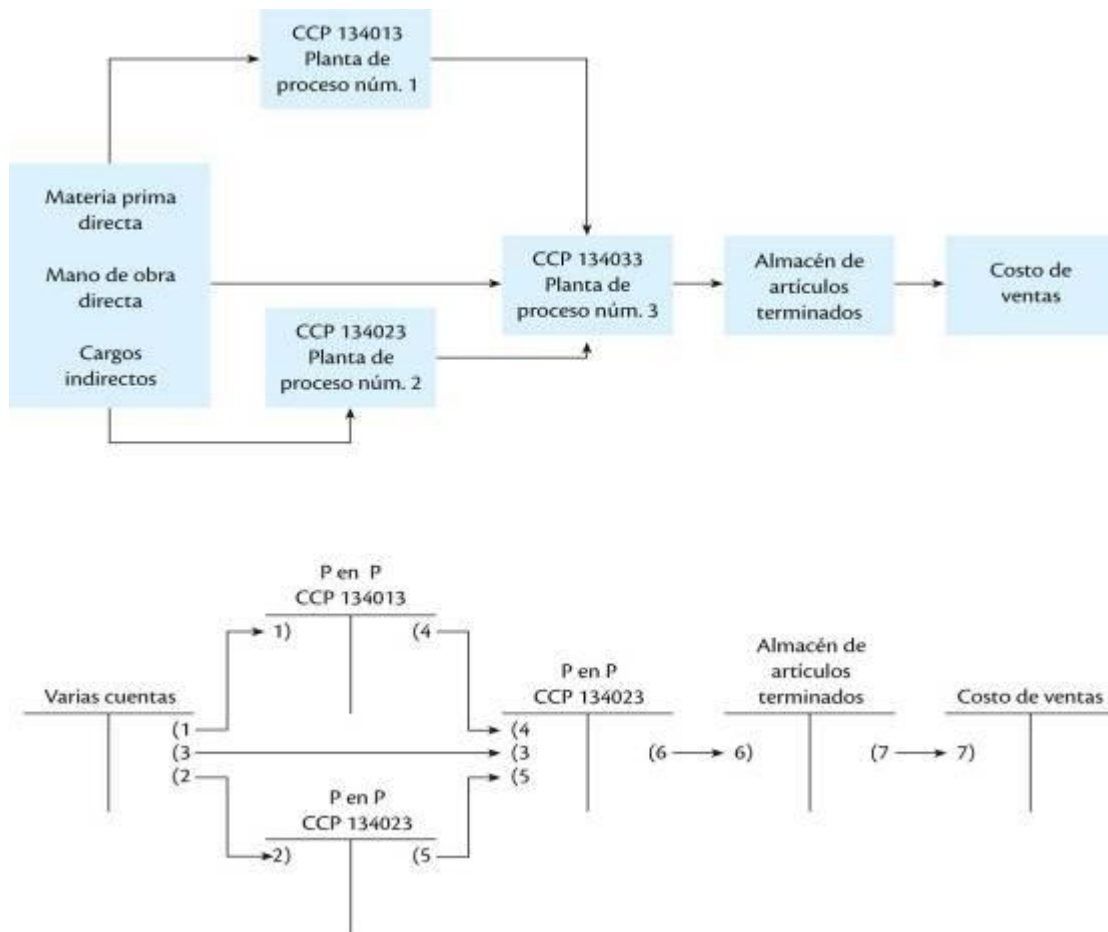 CCP 134013
Planta de
proceso núm. 1
Materia prima
directa
Mano de obra
directa
Cargos
indirectos
CCP 134033
Planta de
proceso núm. 3
Almacén de
artículos
terminados
Costo de
ventas
CCP 134023
Planta de
proceso núm. 2
P en P
CCP 134013
1)
(4
Varias cuentas
(1
(3
(2
P en P
CCP 134023
2)
(5
P en P
CCP 134023
(4
(3
(5
(6
Almacén de
artículos
terminados
6)
(7
Costo de ventas
7)